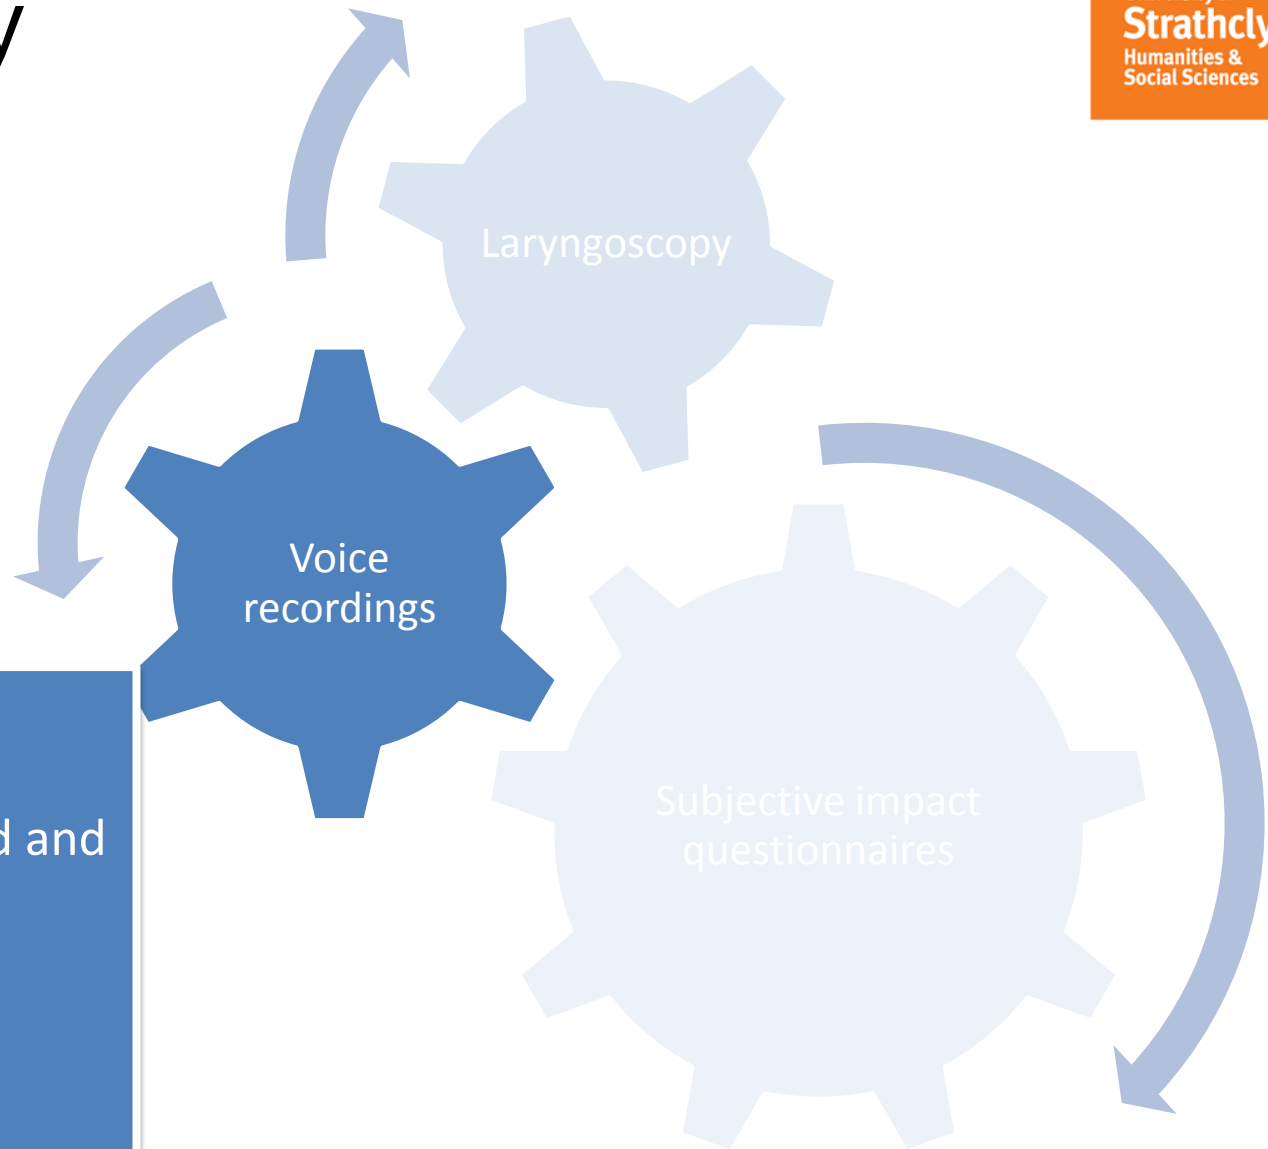 y
Strathcly
Humanities &
Social Sciences
Laryngoscopy
Voice
recordings
Subjective impact
questionnaires
d and